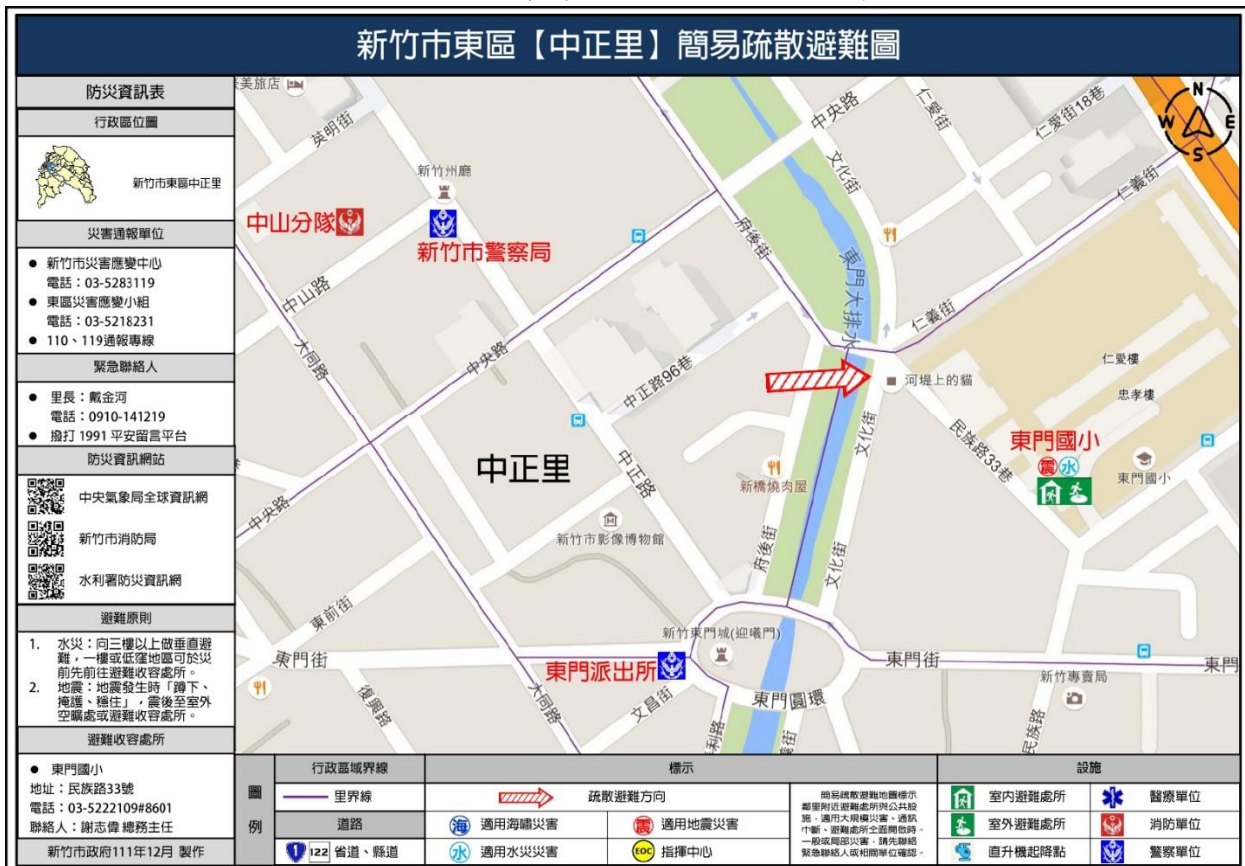 新竹市東區【中正里】簡易疏散避難圖
防災資訊表
行政區位圖
新竹市東區中正里
災害通報單位
● 新竹市災害應變中心
電話：03-5283119
● 東區災害應變小組
電話：03-5218231
● 110、119通報專線
緊急聯絡人
● 里長：戴金河
電話：0910-141219
● 撥打 1991 平安留言平台
防災資訊網站
中央氣象局全球資訊網
新竹市消防局
水利署防災資訊網
避難原則
1. 水災：向三樓以上做垂直避
難，一樓或低窪地區可於災
前先前往避難收容處所。
2. 地震：地震發生時「蹲下、
掩護、穩住」，震後至室外
空曠處或避難收容處所。
避難收容處所
● 東門國小
地址：民族路33號
電話：03-5222109#8601
聯絡人：謝志偉 總務主任
新竹市政府111年12月 製作
美旅店
英明街
新竹州廳
中山分隊
新竹市警察局
中山路
大同路
中央路
中央路
中正路96巷
中正里
中正路
新竹市影像博物館
中央路
東前街
東門街
復興路
大同路
東門派出所
文昌街
新竹東門城(迎曦門)
東門圓環
府後街
東門大排水
文化街
仁愛街
仁愛街18巷
仁義街
仁義街
N
W
E
S
河堤上的貓
文化街
民族路33巷
仁愛樓
忠孝樓
東門國小
震
水
東門國小
新橋燒肉屋
府後街
文化街
東門街
東門
新竹專賣局
民族路
圖例
行政區域界線
里界線
道路
1
122
省道、縣道
標示
疏散避難方向
海
適用海嘯災害
震
適用地震災害
水
適用水災災害
EOC
指揮中心
簡易疏散避難地圖標示
鄰里附近避難處所與公共設
施，適用大規模災害、通訊
中斷、避難處所全面開啟時。
一般或局部災害，請先聯絡
緊急聯絡人或相關單位確認。
設施
室內避難處所
醫療單位
室外避難處所
消防單位
直升機起降點
警察單位